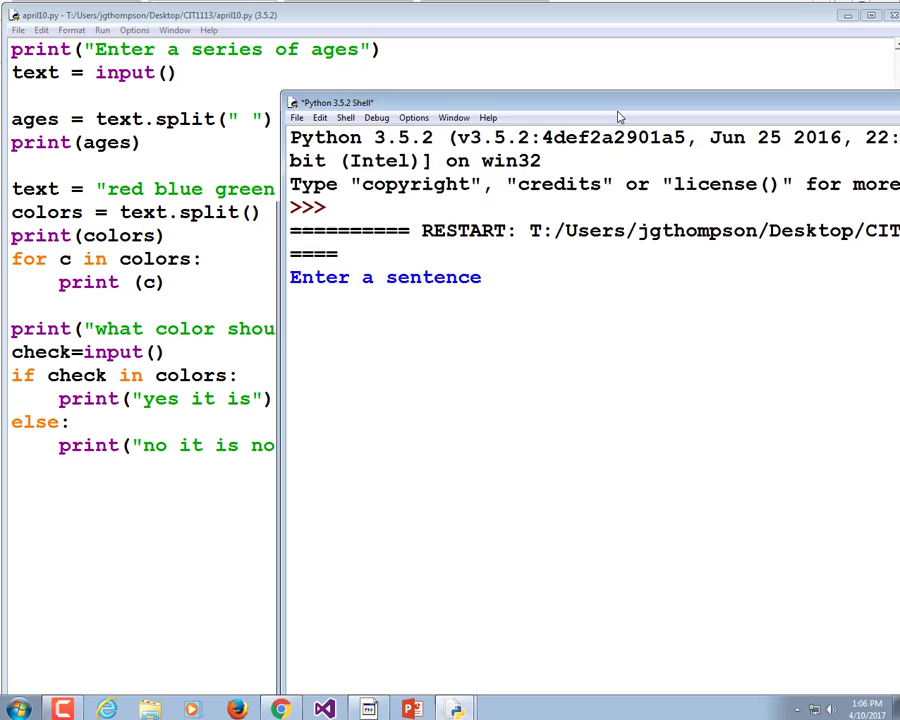 april10.py - T:/Users/jgthompson/Desktop/CIT1113/april10.py (3.5.2)
File Edit Format Run Options Window Help
print("Enter a series of ages")
text = input()
ages = text.split(" ")
print(ages)
text = "red blue green
colors = text.split()
print(colors)
for c in colors:
print (c)
print("what color shou
check=input()
if check in colors:
print("yes it is")
else:
print("no it is no
*Python 3.5.2 Shell*
File Edit Shell Debug Options Window Help
Python 3.5.2 (v3.5.2:4def2a2901a5, Jun 25 2016, 22:
bit (Intel)] on win32
Type "copyright", "credits" or "license()" for more
>>>
========== RESTART: T:/Users/jgthompson/Desktop/CIT
====
Enter a sentence
1:06 PM
4/10/2017